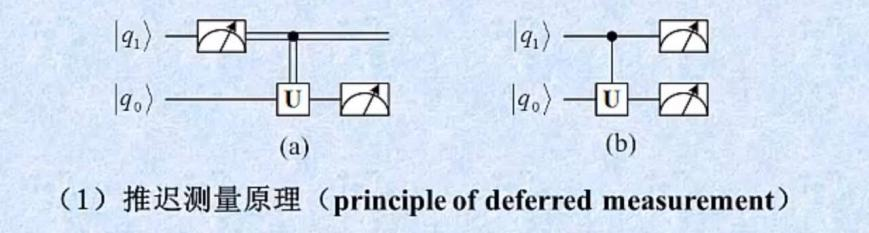 |q₁⟩ |q₁⟩
|q₀⟩ U |q₀⟩ U
(a) (b)
（1）推迟测量原理（principle of deferred measurement）